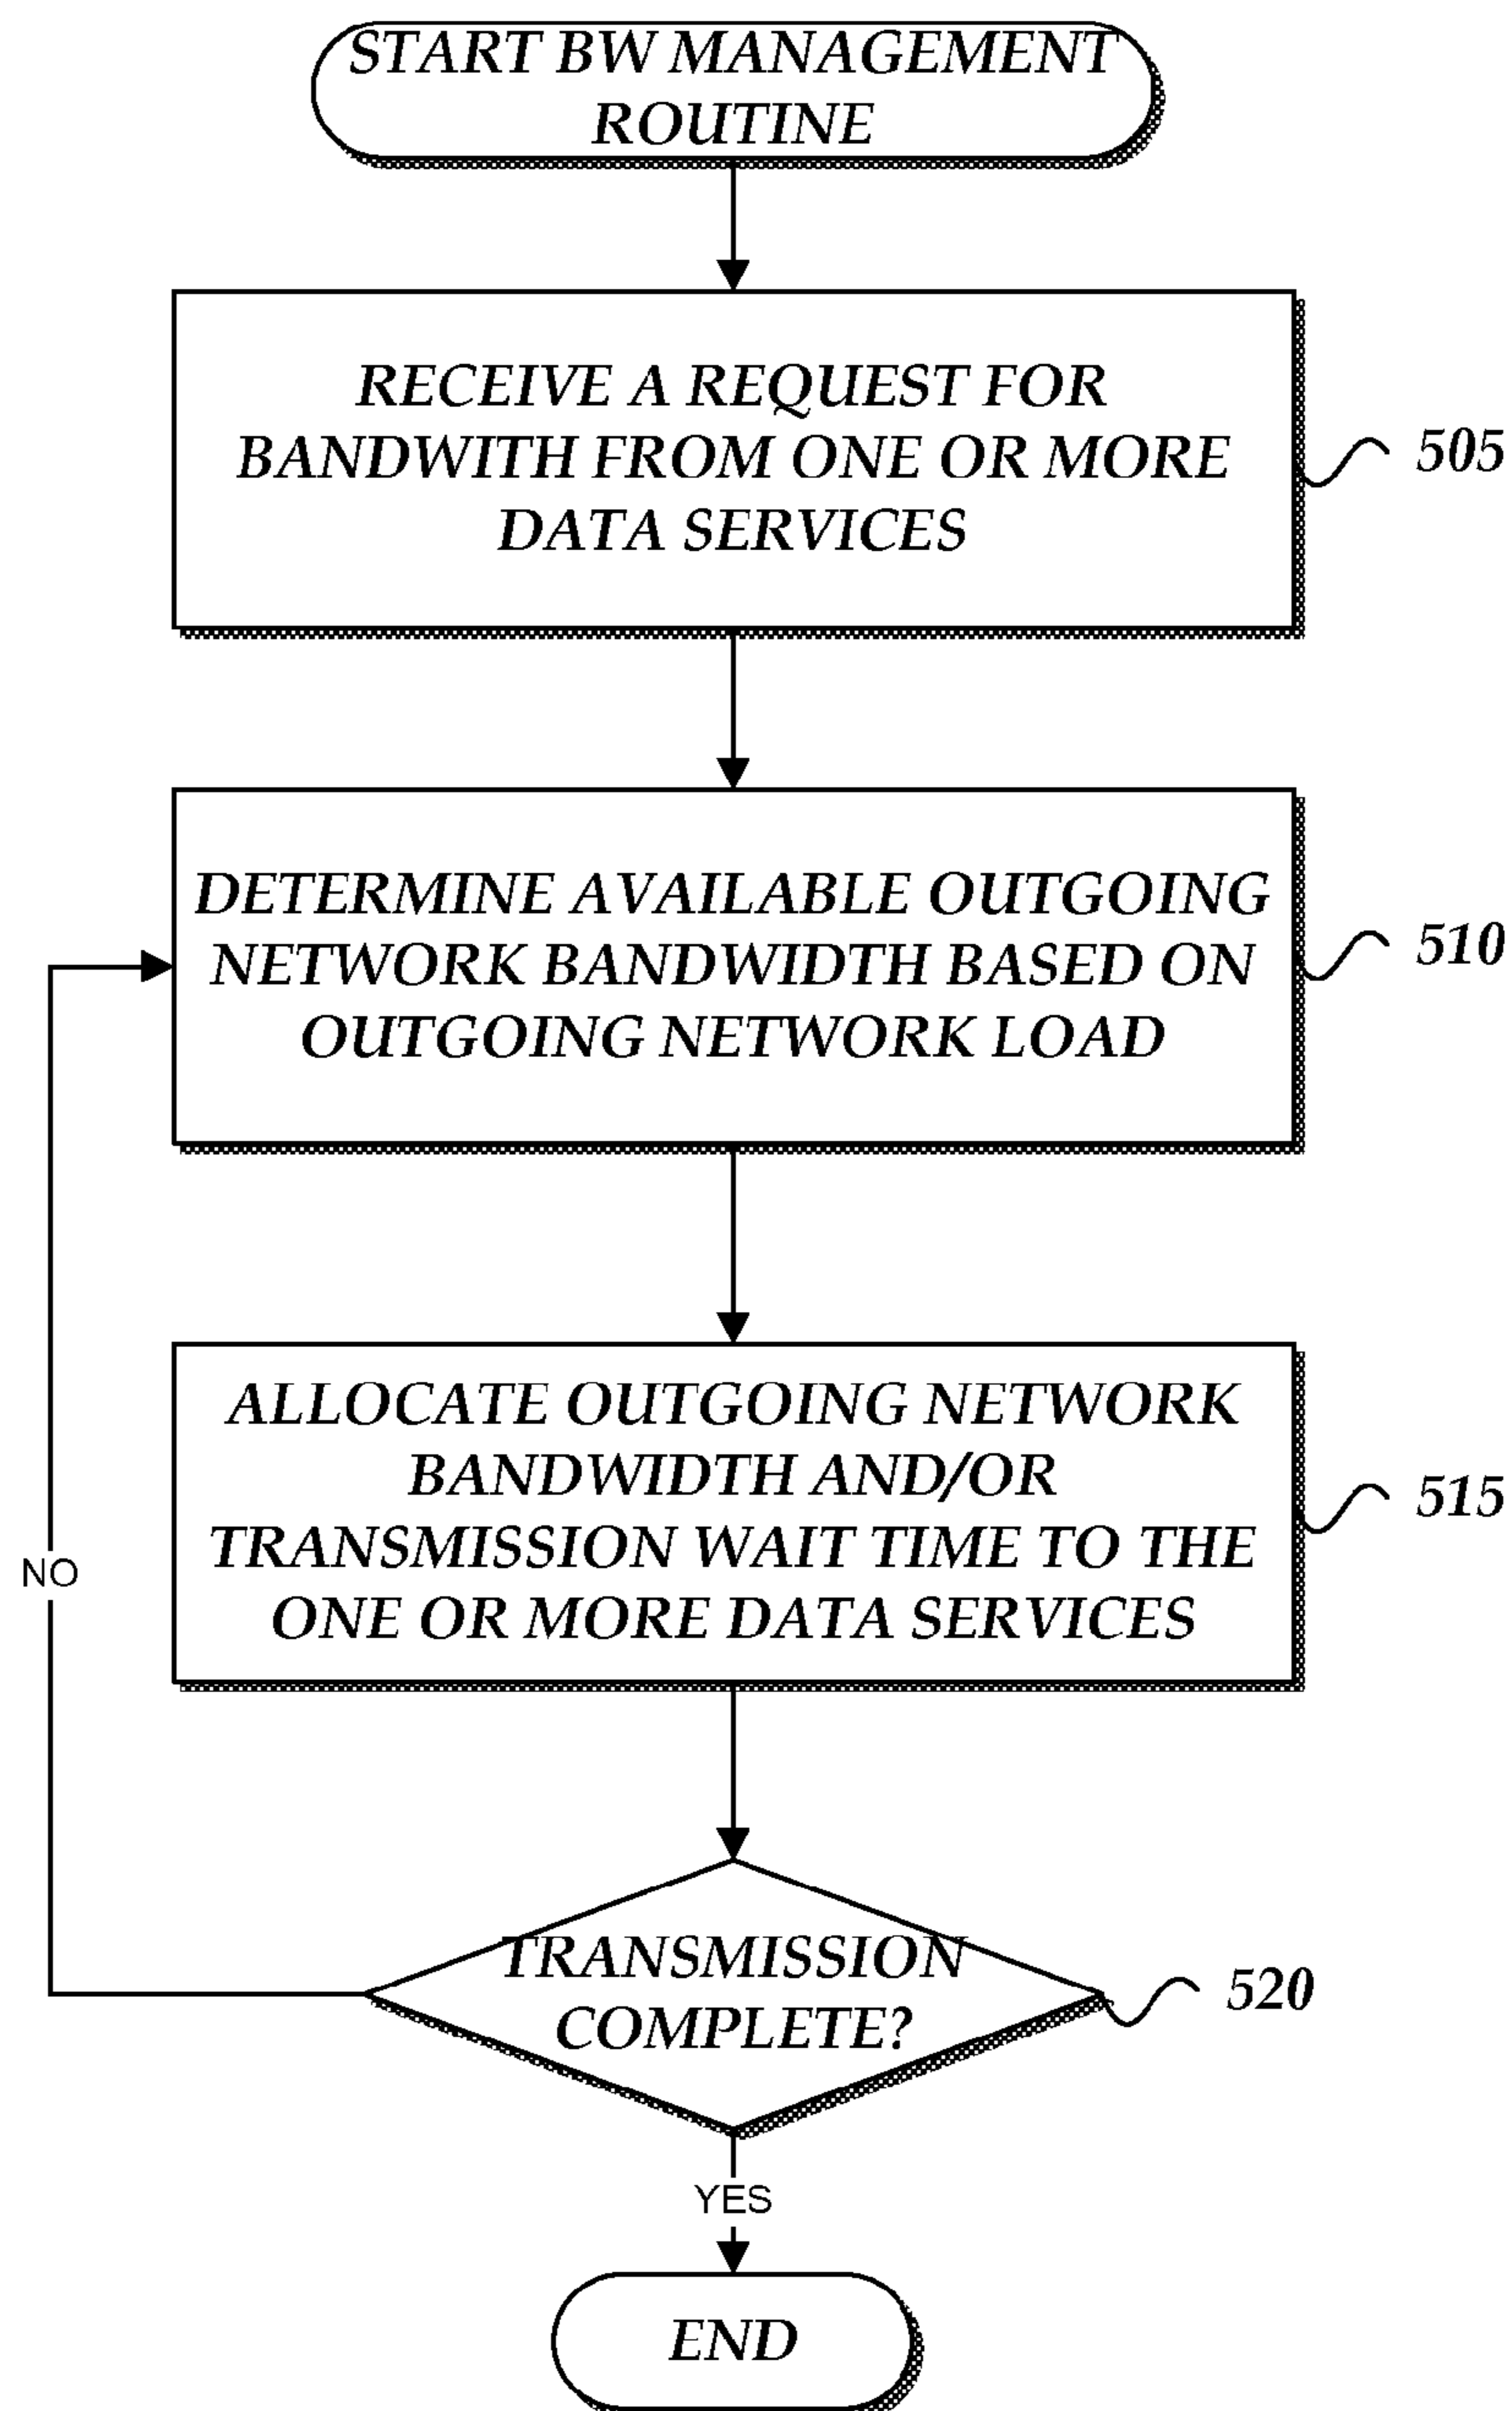 START BW MANAGEMENT
ROUTINE
RECEIVE A REQUEST FOR
BANDWITH FROM ONE OR MORE
DATA SERVICES
505
DETERMINE AVAILABLE OUTGOING
NETWORK BANDWIDTH BASED ON
OUTGOING NETWORK LOAD
510
ALLOCATE OUTGOING NETWORK
BANDWIDTH AND/OR
TRANSMISSION WAIT TIME TO THE
ONE OR MORE DATA SERVICES
515
NO
TRANSMISSION
COMPLETE?
520
YES
END